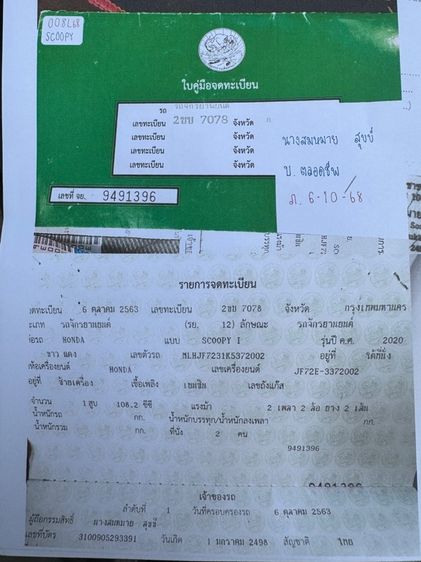 008L68
SCOOPY
ใบคู่มือจดทะเบียน
รถ รถจักรยานยนต์
เลขทะเบียน 2ขบ 7078 จังหวัด ก
เลขทะเบียน จังหวัด
เลขทะเบียน จังหวัด
เลขทะเบียน จังหวัด
นางสมหมาย สุขขี
บ. ตลอดชีพ
ภ. 6-10-68
เลขที่ จย. 9491396
รายการจดทะเบียน
จดทะเบียน 6 ตุลาคม 2563 เลขทะเบียน 2ขบ 7078 จังหวัด กรุงเทพมหานคร
ะเภท รถจักรยานยนต์ (รย. 12) ลักษณะ รถจักรยานยนต์
่อรถ HONDA แบบ SCOOPY I รุ่นปี ค.ศ. 2020
ขาว แดง เลขตัวรถ MLHJF7231K5372002 อยู่ที่ ใต้ที่นั่ง
ห้อเครื่องยนต์ HONDA เลขเครื่องยนต์ JF72E-3372002
อยู่ที่ ซ้ายเครื่อง เชื้อเพลิง เบนซิน เลขถังแก๊ส
จำนวน 1 สูบ 108.2 ซีซี แรงม้า 2 เพลา 2 ล้อ ยาง 2 เส้น
น้ำหนักรถ กก. น้ำหนักบรรทุก/น้ำหนักลงเพลา กก.
น้ำหนักรวม กก. ที่นั่ง 2 คน
9491396
9491396
เจ้าของรถ
ลำดับที่ 1 วันที่ครอบครองรถ 6 ตุลาคม 2563
ผู้ถือกรรมสิทธิ์ นางสมหมาย สุขขี
เลขที่บัตร 3100905293391 วันเกิด 1 มกราคม 2498 สัญชาติ ไทย